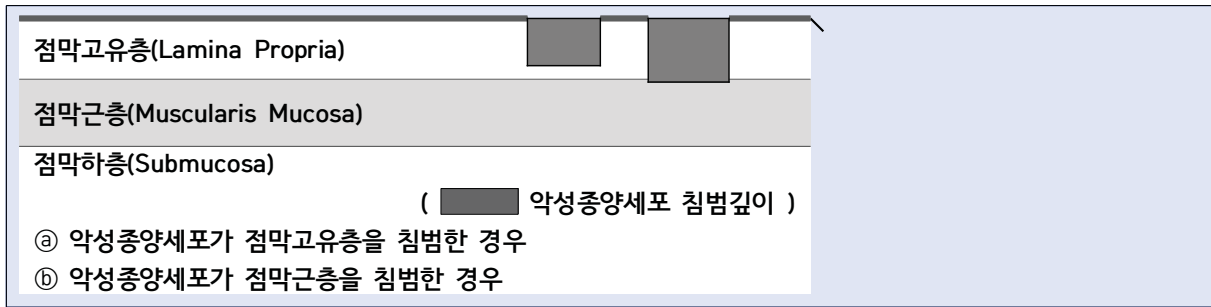 점막고유층(Lamina Propria)
점막근층(Muscularis Mucosa)
점막하층(Submucosa)
( 악성종양세포 침범깊이 )
ⓐ 악성종양세포가 점막고유층을 침범한 경우
ⓑ 악성종양세포가 점막근층을 침범한 경우